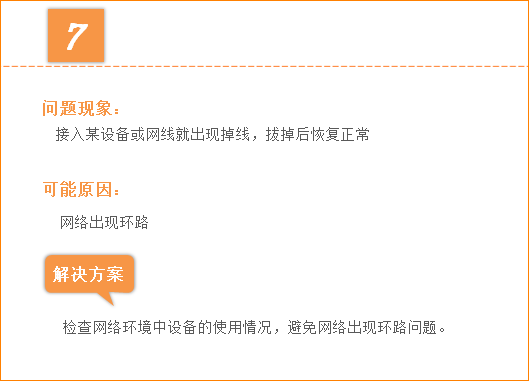 7
问题现象：
接入某设备或网线就出现掉线，拔掉后恢复正常
可能原因：
网络出现环路
解决方案
检查网络环境中设备的使用情况，避免网络出现环路问题。